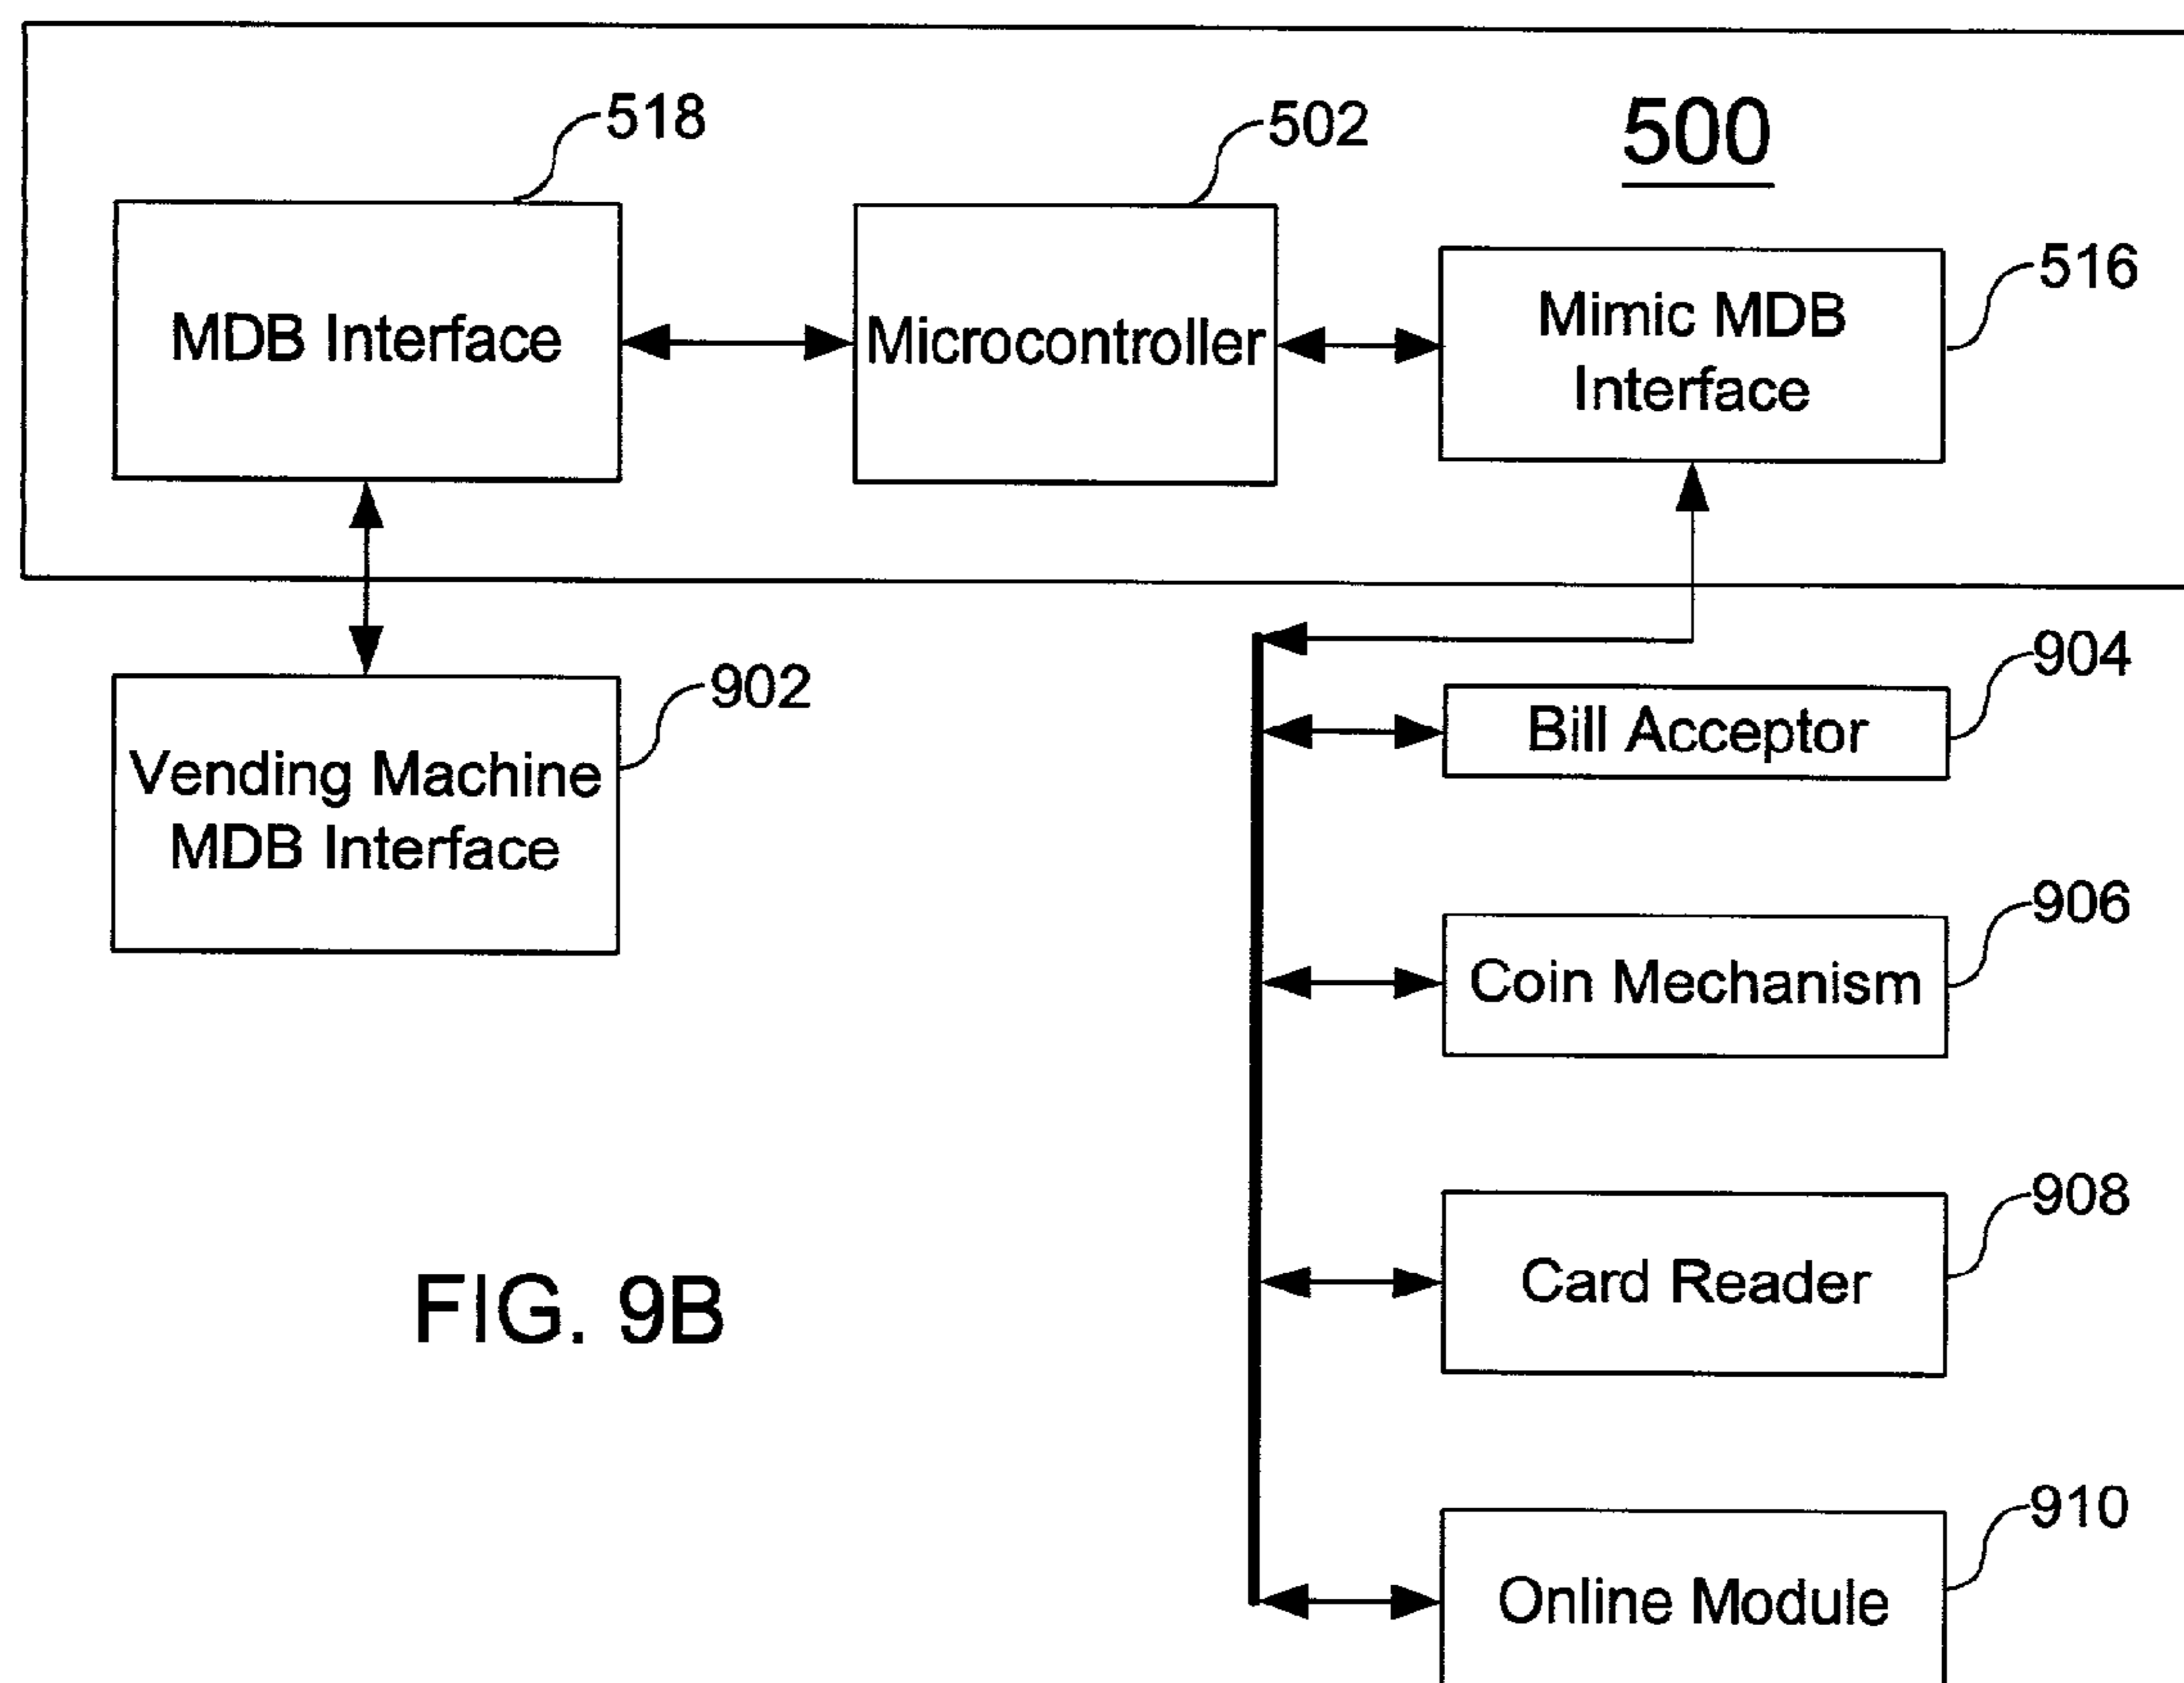 518
502
500
MDB Interface
Microcontroller
Mimic MDB
Interface
516
902
Vending Machine
MDB Interface
904
Bill Acceptor
906
Coin Mechanism
908
Card Reader
910
Online Module
FIG. 9B